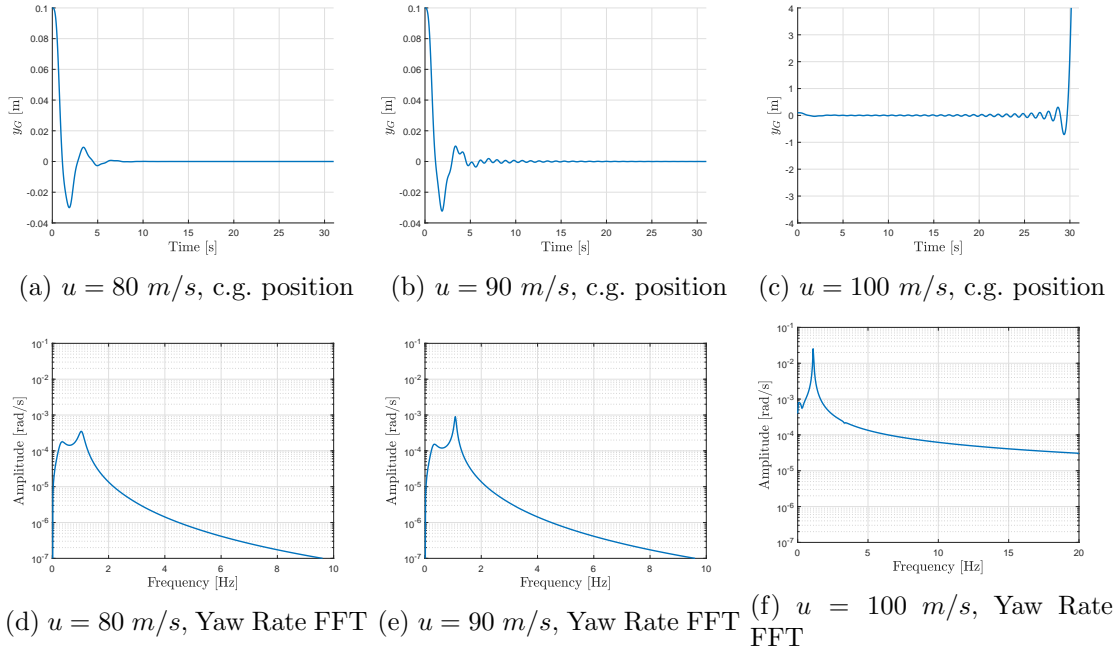 0.1
0.08
0.06
0.04
0.02
0
-0.02
-0.04
0 5 10 15 20 25 30
y_G [m]
Time [s]
(a) u = 80 m/s, c.g. position
0.1
0.08
0.06
0.04
0.02
0
-0.02
-0.04
0 5 10 15 20 25 30
y_G [m]
Time [s]
(b) u = 90 m/s, c.g. position
4
3
2
1
0
-1
-2
-3
-4
0 5 10 15 20 25 30
y_G [m]
Time [s]
(c) u = 100 m/s, c.g. position
10^-1
10^-2
10^-3
10^-4
10^-5
10^-6
10^-7
0 2 4 6 8 10
Amplitude [rad/s]
Frequency [Hz]
(d) u = 80 m/s, Yaw Rate FFT
10^-1
10^-2
10^-3
10^-4
10^-5
10^-6
10^-7
0 2 4 6 8 10
Amplitude [rad/s]
Frequency [Hz]
(e) u = 90 m/s, Yaw Rate FFT
10^-1
10^-2
10^-3
10^-4
10^-5
10^-6
10^-7
0 5 10 15 20
Amplitude [rad/s]
Frequency [Hz]
(f) u = 100 m/s, Yaw Rate
FFT